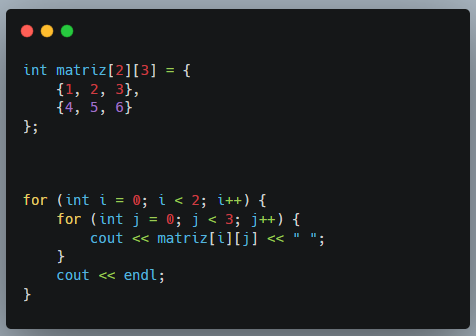 int matriz[2][3] = {
    {1, 2, 3},
    {4, 5, 6}
};
for (int i = 0; i < 2; i++) {
    for (int j = 0; j < 3; j++) {
        cout << matriz[i][j] << " ";
    }
    cout << endl;
}